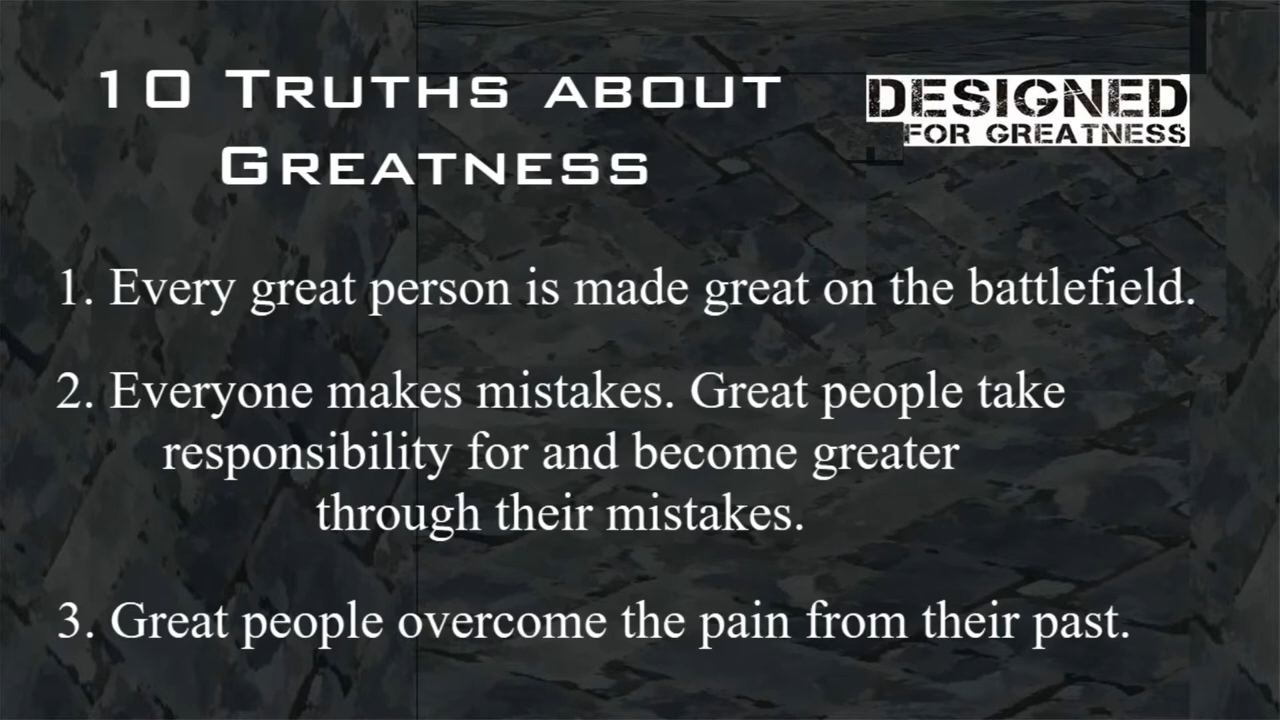 10 Truths about
Greatness
DESIGNED
FOR GREATNESS
1. Every great person is made great on the battlefield.
2. Everyone makes mistakes. Great people take
responsibility for and become greater
through their mistakes.
3. Great people overcome the pain from their past.